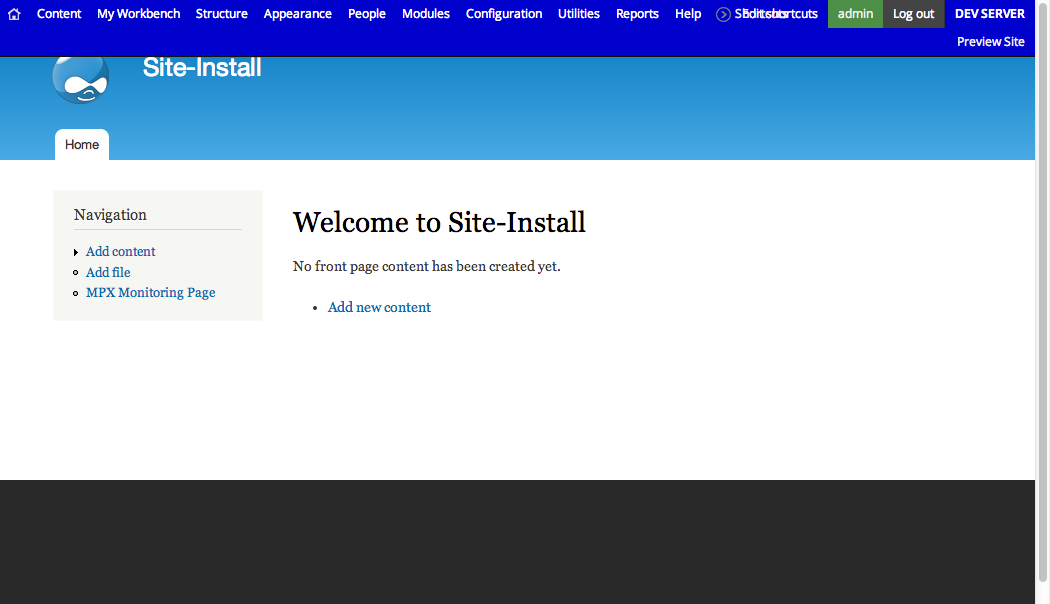 Content My Workbench Structure Appearance People Modules Configuration Utilities Reports Help Edit shortcuts admin Log out DEV SERVER
Preview Site
Site-Install
Home
Navigation
Welcome to Site-Install
Add content
No front page content has been created yet.
Add file
MPX Monitoring Page
Add new content